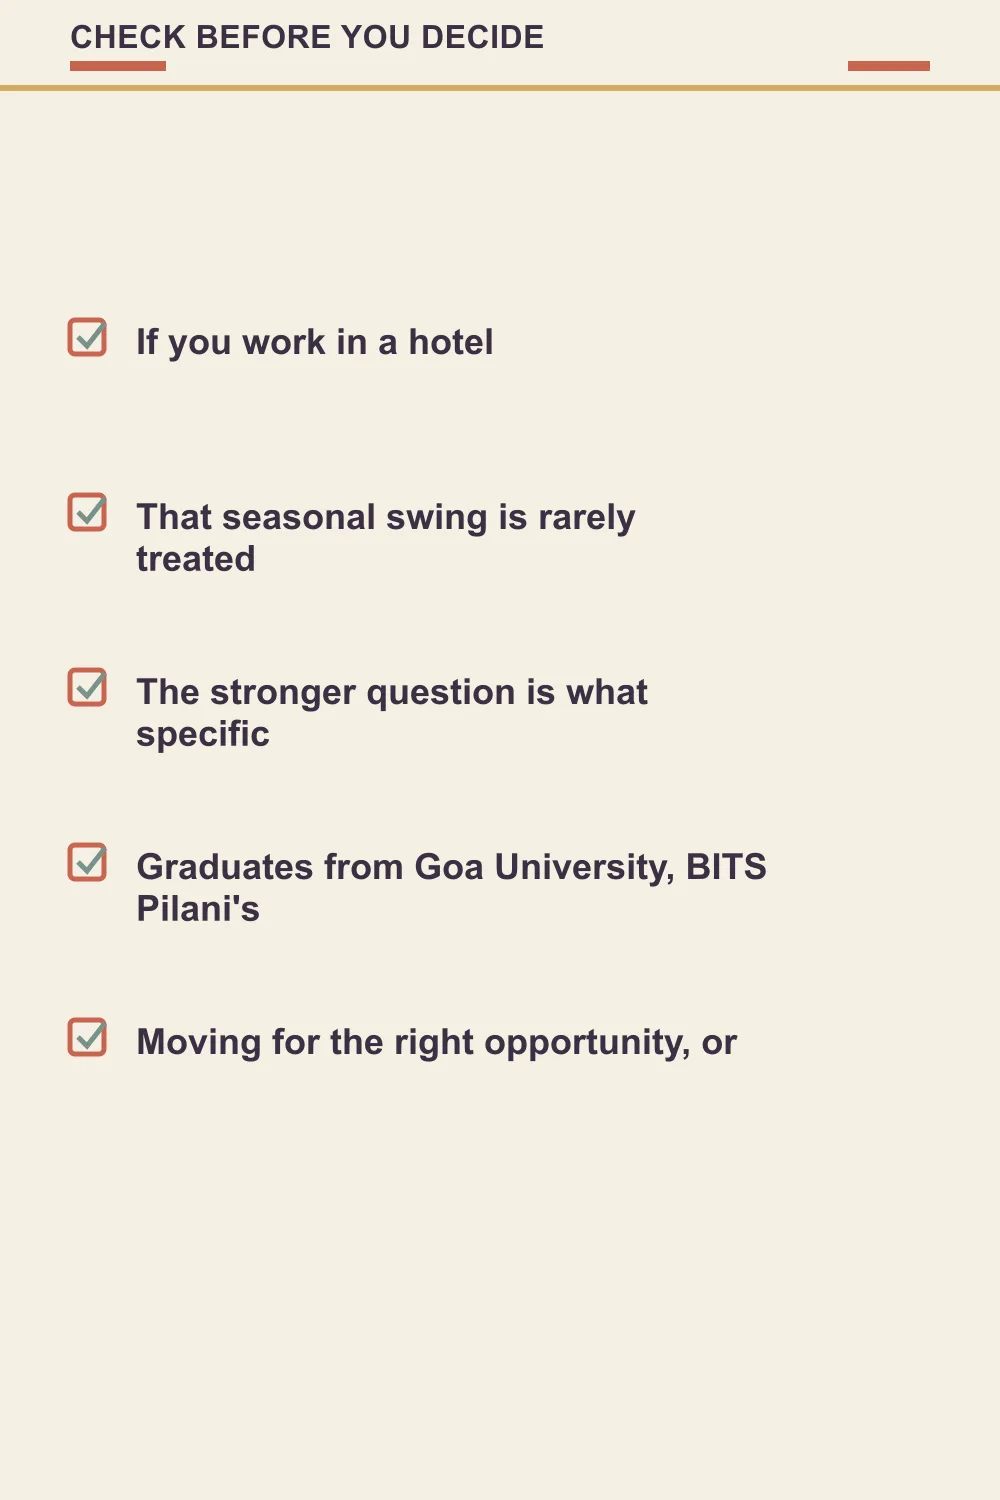 CHECK BEFORE YOU DECIDE
If you work in a hotel
That seasonal swing is rarely
treated
The stronger question is what
specific
Graduates from Goa University, BITS
Pilani's
Moving for the right opportunity, or